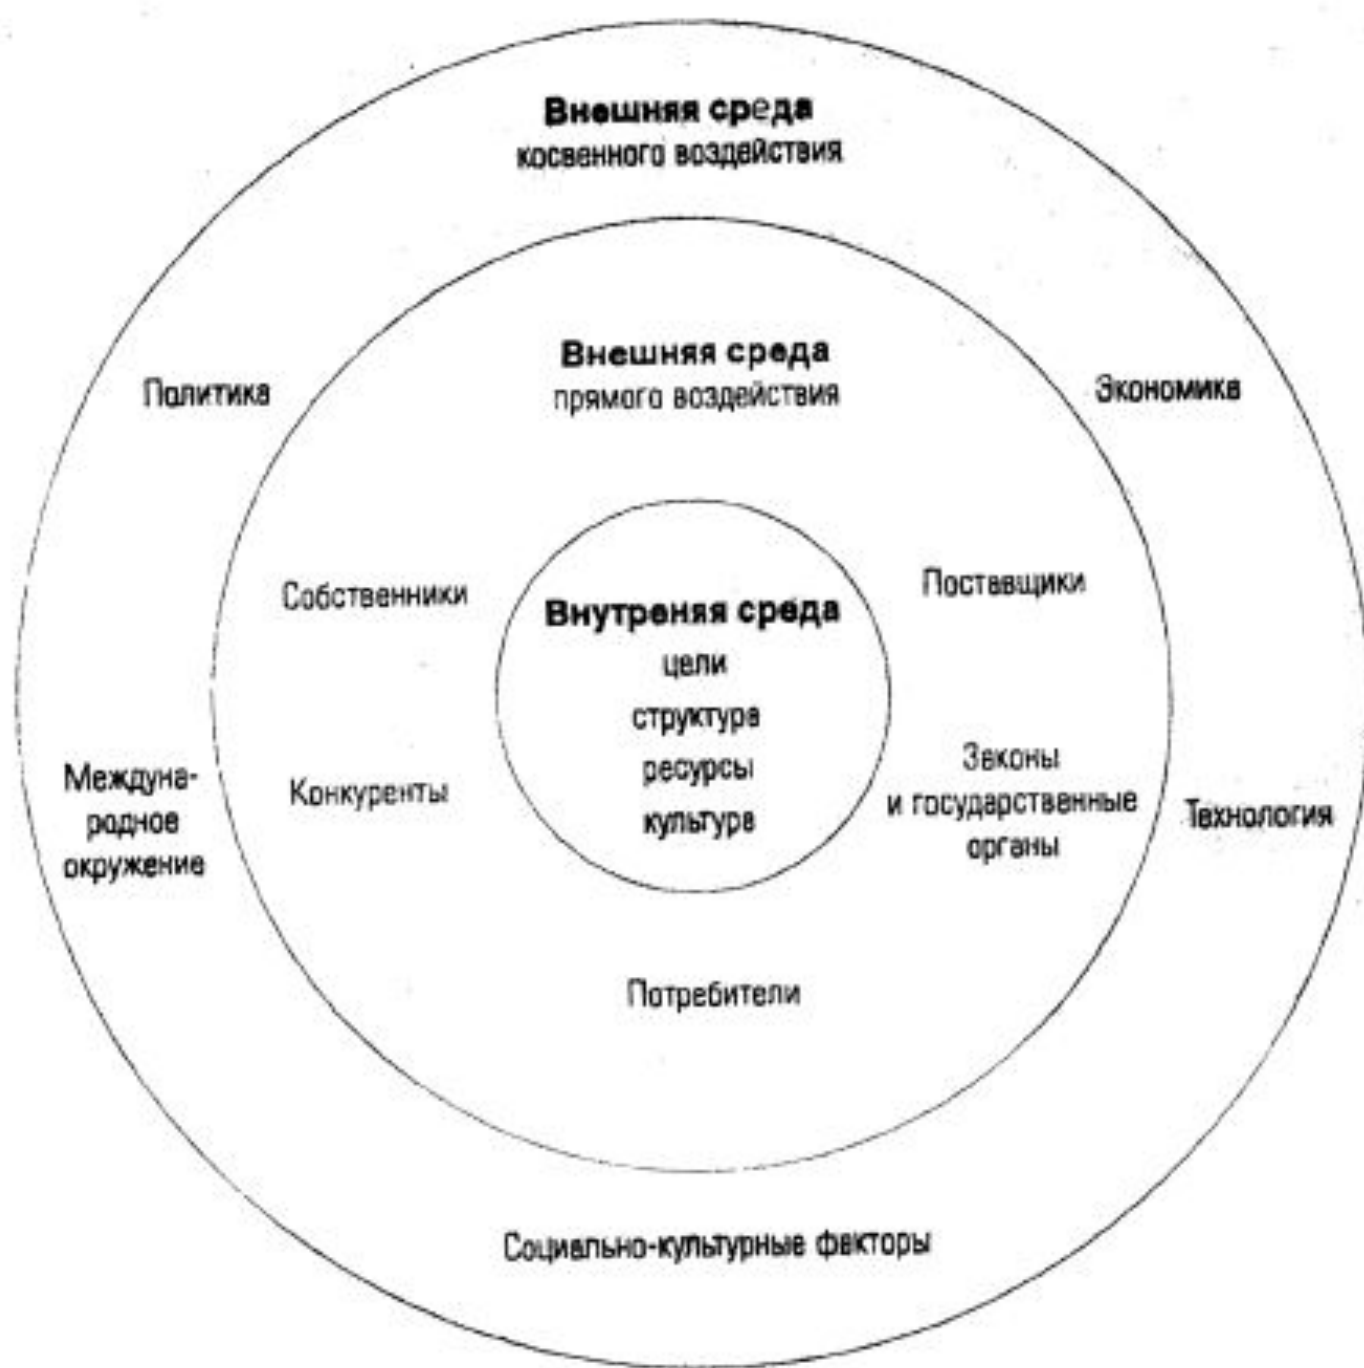 Внешняя среда
косвенного воздействия
Внешняя среда
прямого воздействия
Политика
Экономика
Собственники
Поставщики
Внутреняя среда
цели
структура
ресурсы
культура
Конкуренты
Законы
и государственные
органы
Междуна-
родное
окружение
Технология
Потребители
Социально-культурные факторы